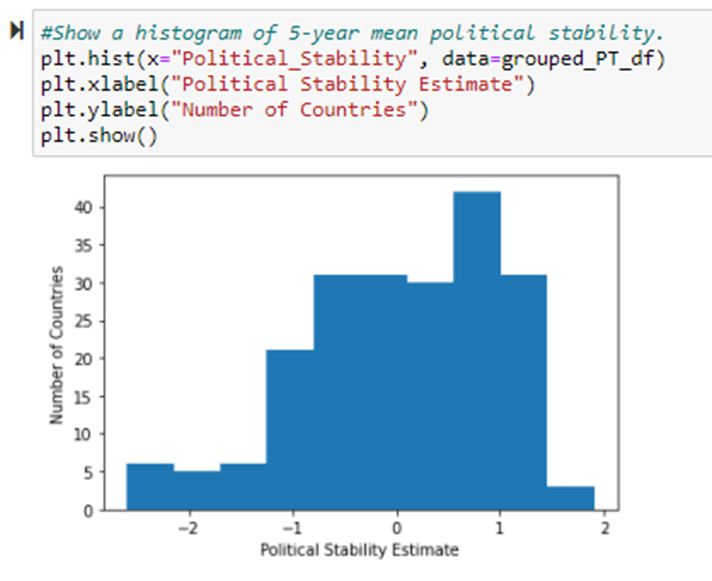 #Show a histogram of 5-year mean political stability.
plt.hist(x="Political_Stability", data=grouped_PT_df)
plt.xlabel("Political Stability Estimate")
plt.ylabel("Number of Countries")
plt.show()
40
35
30
25
20
15
10
5
0
Number of Countries
−2 −1 0 1 2
Political Stability Estimate